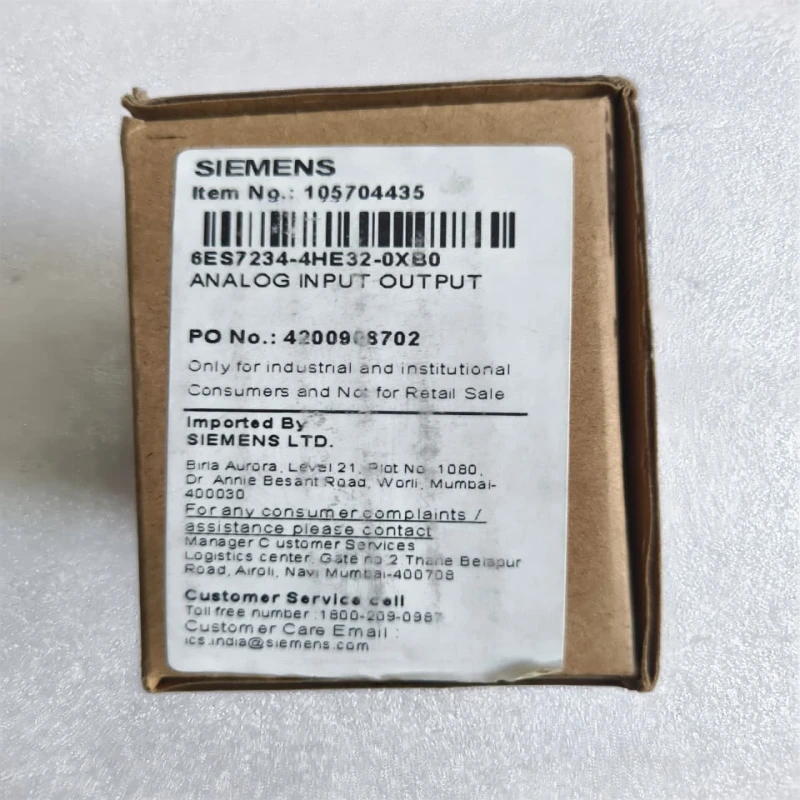 SIEMENS
Item No.: 105704435
6ES7234-4HE32-0XB0
ANALOG INPUT OUTPUT
PO No.:
Only for industrial and institutional
Consumers and Not for Retail Sale
Imported By
SIEMENS LTD.
Birla Aurora, Level 21, Plot No. 1080,
Dr. Annie Besant Road, Worli, Mumbai-
400030
For any consumer complaints /
assistance please contact
Manager C ustomer Services
Logistics center, Gate no 2 Thane Belapur
Road, Airoli, Navi Mumbai-400708
Customer Service cell
Toll free number :1800-209-0987
Customer Care Email :
ics.india@siemens.com